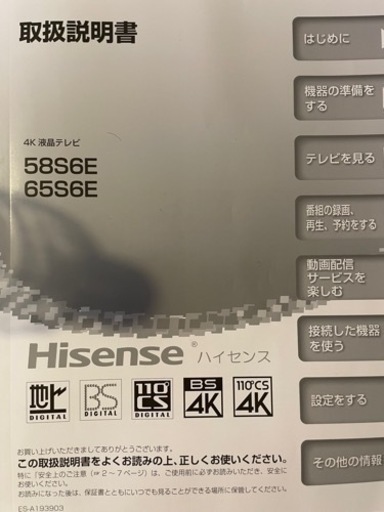 取扱説明書
4K 液晶テレビ
58S6E
65S6E
はじめに
機器の準備を
する
テレビを見る
番組の録画、
再生、予約をする
動画配信
サービスを
楽しむ
接続した機器
を使う
設定をする
その他の情報
Hisense® ハイセンス
地上 DIGITAL
BS DIGITAL
110°CS DIGITAL
BS 4K
110°CS 4K
お買い上げいただきましてありがとうございます。
この取扱説明書をよくお読みの上、正しくお使いください。
特に「安全上のご注意(☞2～7ページ)」は、ご使用前に必ずお読みいただき、安全に
お使いください。
お読みになった後は、保証書とともにいつでも見ることができる場所に保管してください。
ES-A193903